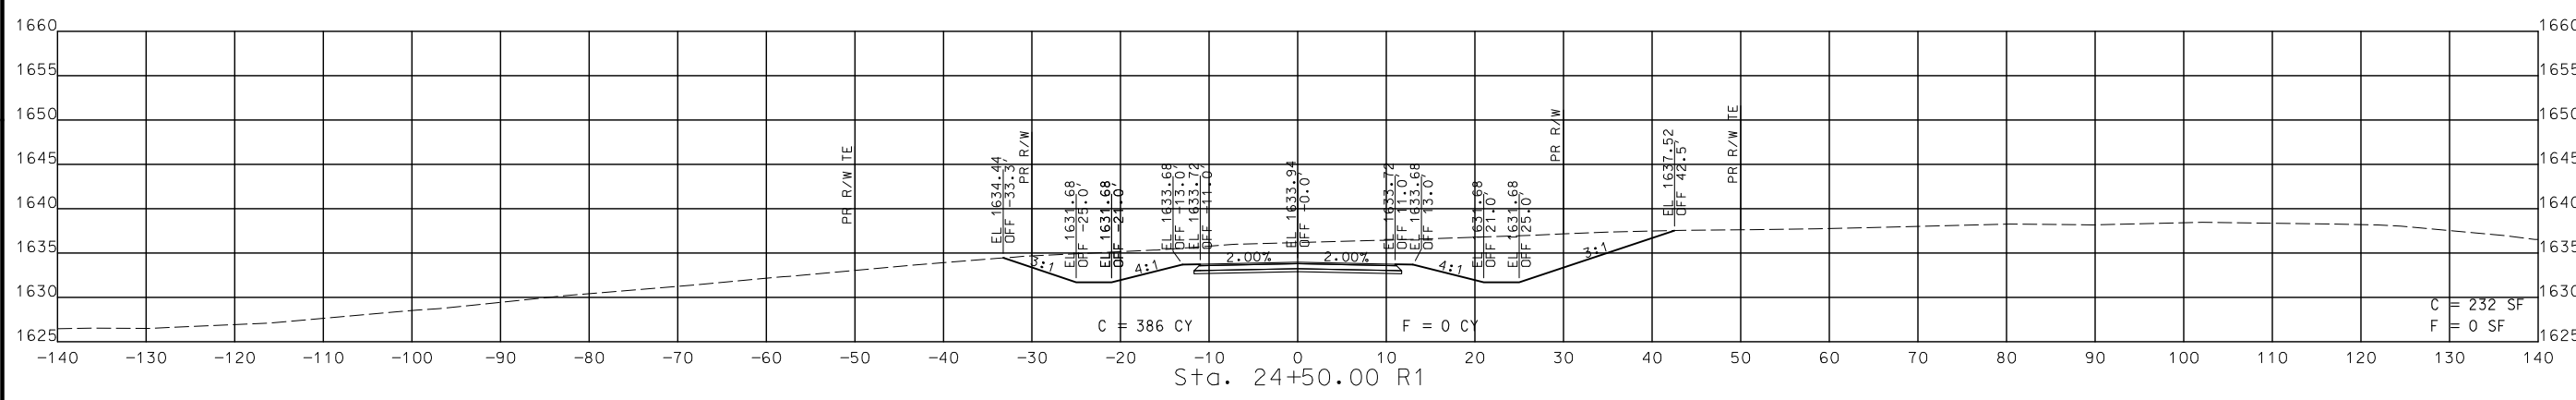 1660
1655
1650
1645
1640
1635
1630
1625
PR R/W TE
EL 1634.44
OFF -33.3'
PR R/W
EL 1631.68
OFF -25.0'
EL 1631.68
OFF -21.0'
EL 1633.68
OFF -13.0'
EL 1633.72
OFF -11.0'
EL 1633.94
OFF -0.0'
EL 1633.72
OFF 11.0'
EL 1633.68
OFF 13.0'
EL 1631.68
OFF 21.0'
EL 1631.68
OFF 25.0'
PR R/W
EL 1637.52
OFF 42.5'
PR R/W TE
3:1
4:1
2.00%
2.00%
4:1
3:1
1660
1655
1650
1645
1640
1635
1630
1625
C = 386 CY
F = 0 CY
C = 232 SF
F = 0 SF
-140 -130 -120 -110 -100 -90 -80 -70 -60 -50 -40 -30 -20 -10 0 10 20 30 40 50 60 70 80 90 100 110 120 130 140
Sta. 24+50.00 R1